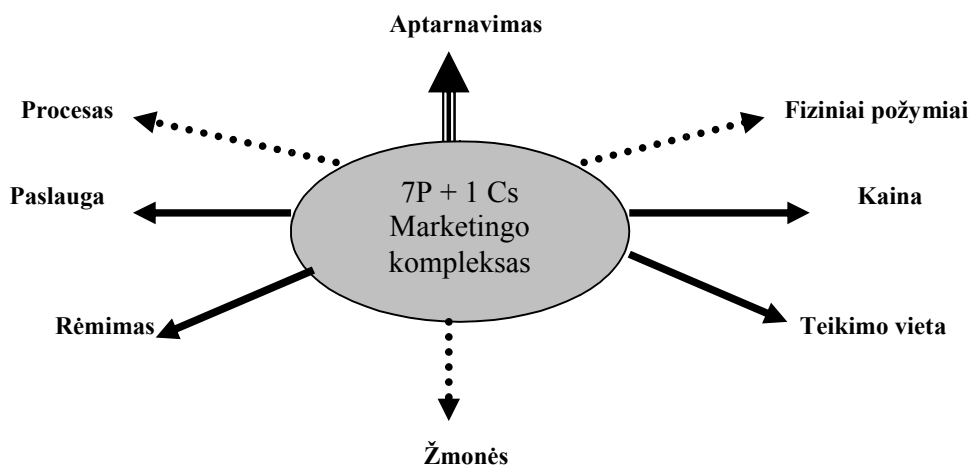 Aptarnavimas
Procesas
Fiziniai požymiai
Paslauga
7P + 1 Cs
Marketingo
kompleksas
Kaina
Rėmimas
Teikimo vieta
Žmonės